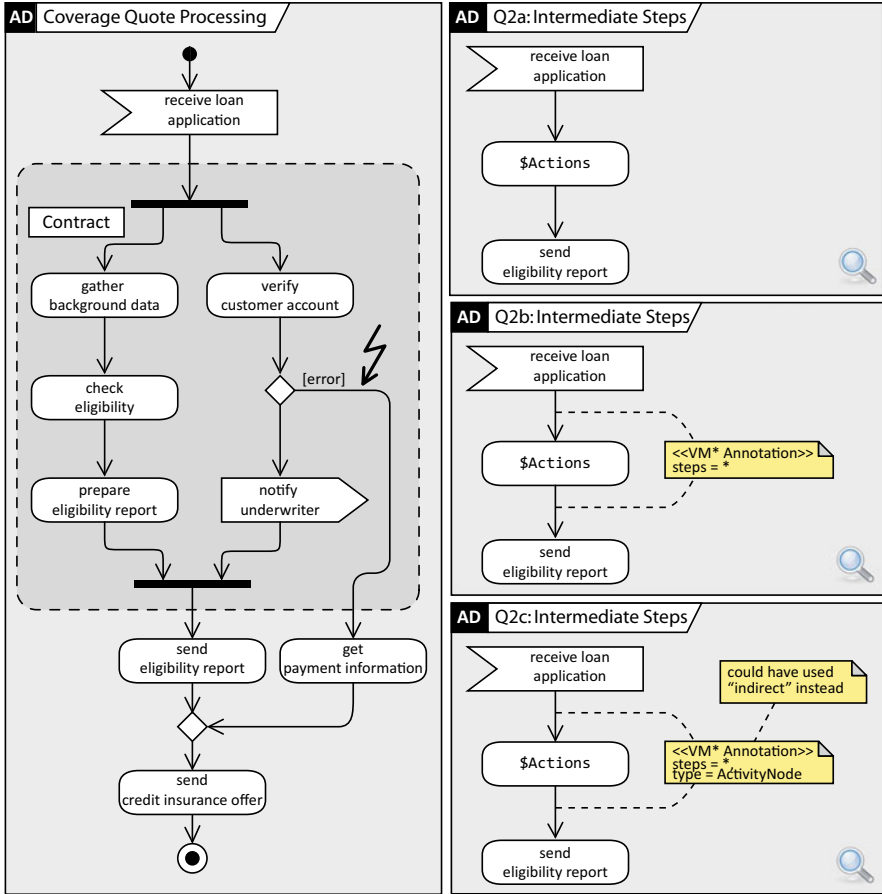 AD Coverage Quote Processing
receive loan
application
Contract
gather
background data
verify
customer account
[error]
check
eligibility
prepare
eligibility report
notify
underwriter
send
eligibility report
get
payment information
send
credit insurance offer
AD Q2a: Intermediate Steps
receive loan
application
$Actions
send
eligibility report
AD Q2b: Intermediate Steps
receive loan
application
<<VM* Annotation>>
steps = *
$Actions
send
eligibility report
AD Q2c: Intermediate Steps
receive loan
application
could have used
“indirect” instead
<<VM* Annotation>>
steps = *,
type = ActivityNode
$Actions
send
eligibility report